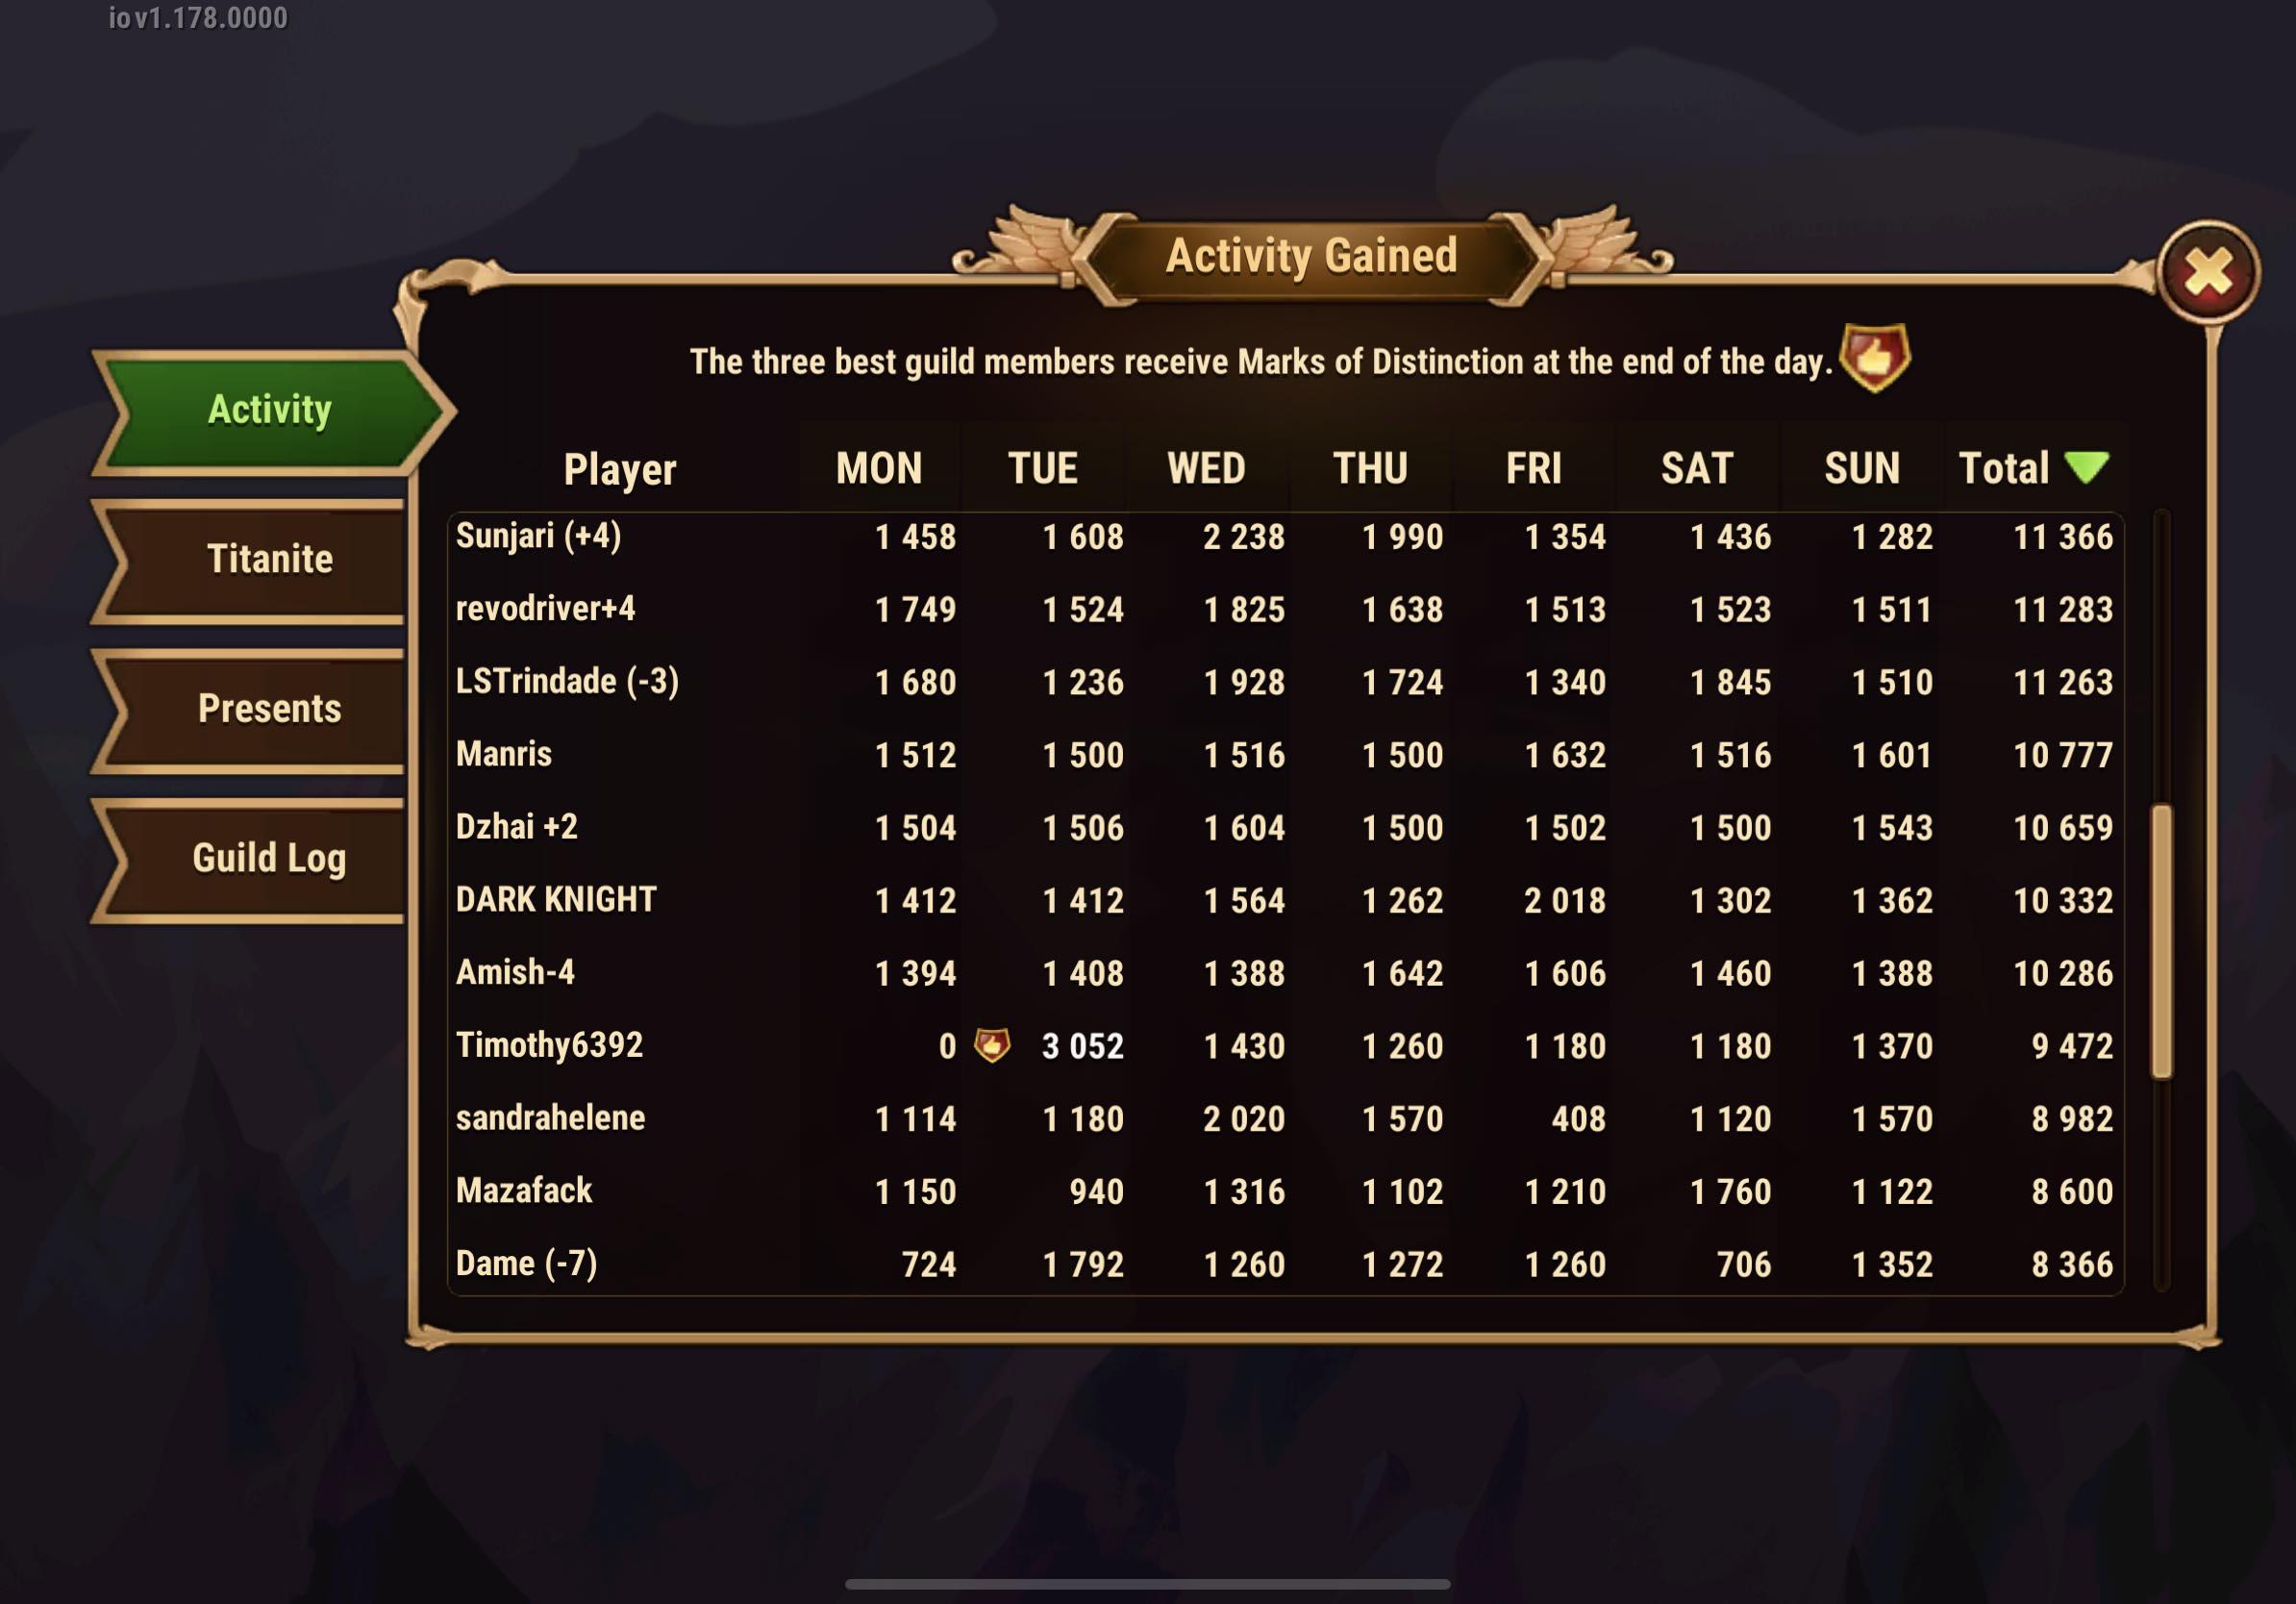 iov1.178.0000
Activity Gained
The three best guild members receive Marks of Distinction at the end of the day.
Activity
Titanite
Presents
Guild Log
Player MON TUE WED THU FRI SAT SUN Total
Sunjari (+4) 1 458 1 608 2 238 1 990 1 354 1 436 1 282 11 366
revodriver+4 1 749 1 524 1 825 1 638 1 513 1 523 1 511 11 283
LSTrindade (-3) 1 680 1 236 1 928 1 724 1 340 1 845 1 510 11 263
Manris 1 512 1 500 1 516 1 500 1 632 1 516 1 601 10 777
Dzhai +2 1 504 1 506 1 604 1 500 1 502 1 500 1 543 10 659
DARK KNIGHT 1 412 1 412 1 564 1 262 2 018 1 302 1 362 10 332
Amish-4 1 394 1 408 1 388 1 642 1 606 1 460 1 388 10 286
Timothy6392 0 3 052 1 430 1 260 1 180 1 180 1 370 9 472
sandrahelene 1 114 1 180 2 020 1 570 408 1 120 1 570 8 982
Mazafack 1 150 940 1 316 1 102 1 210 1 760 1 122 8 600
Dame (-7) 724 1 792 1 260 1 272 1 260 706 1 352 8 366